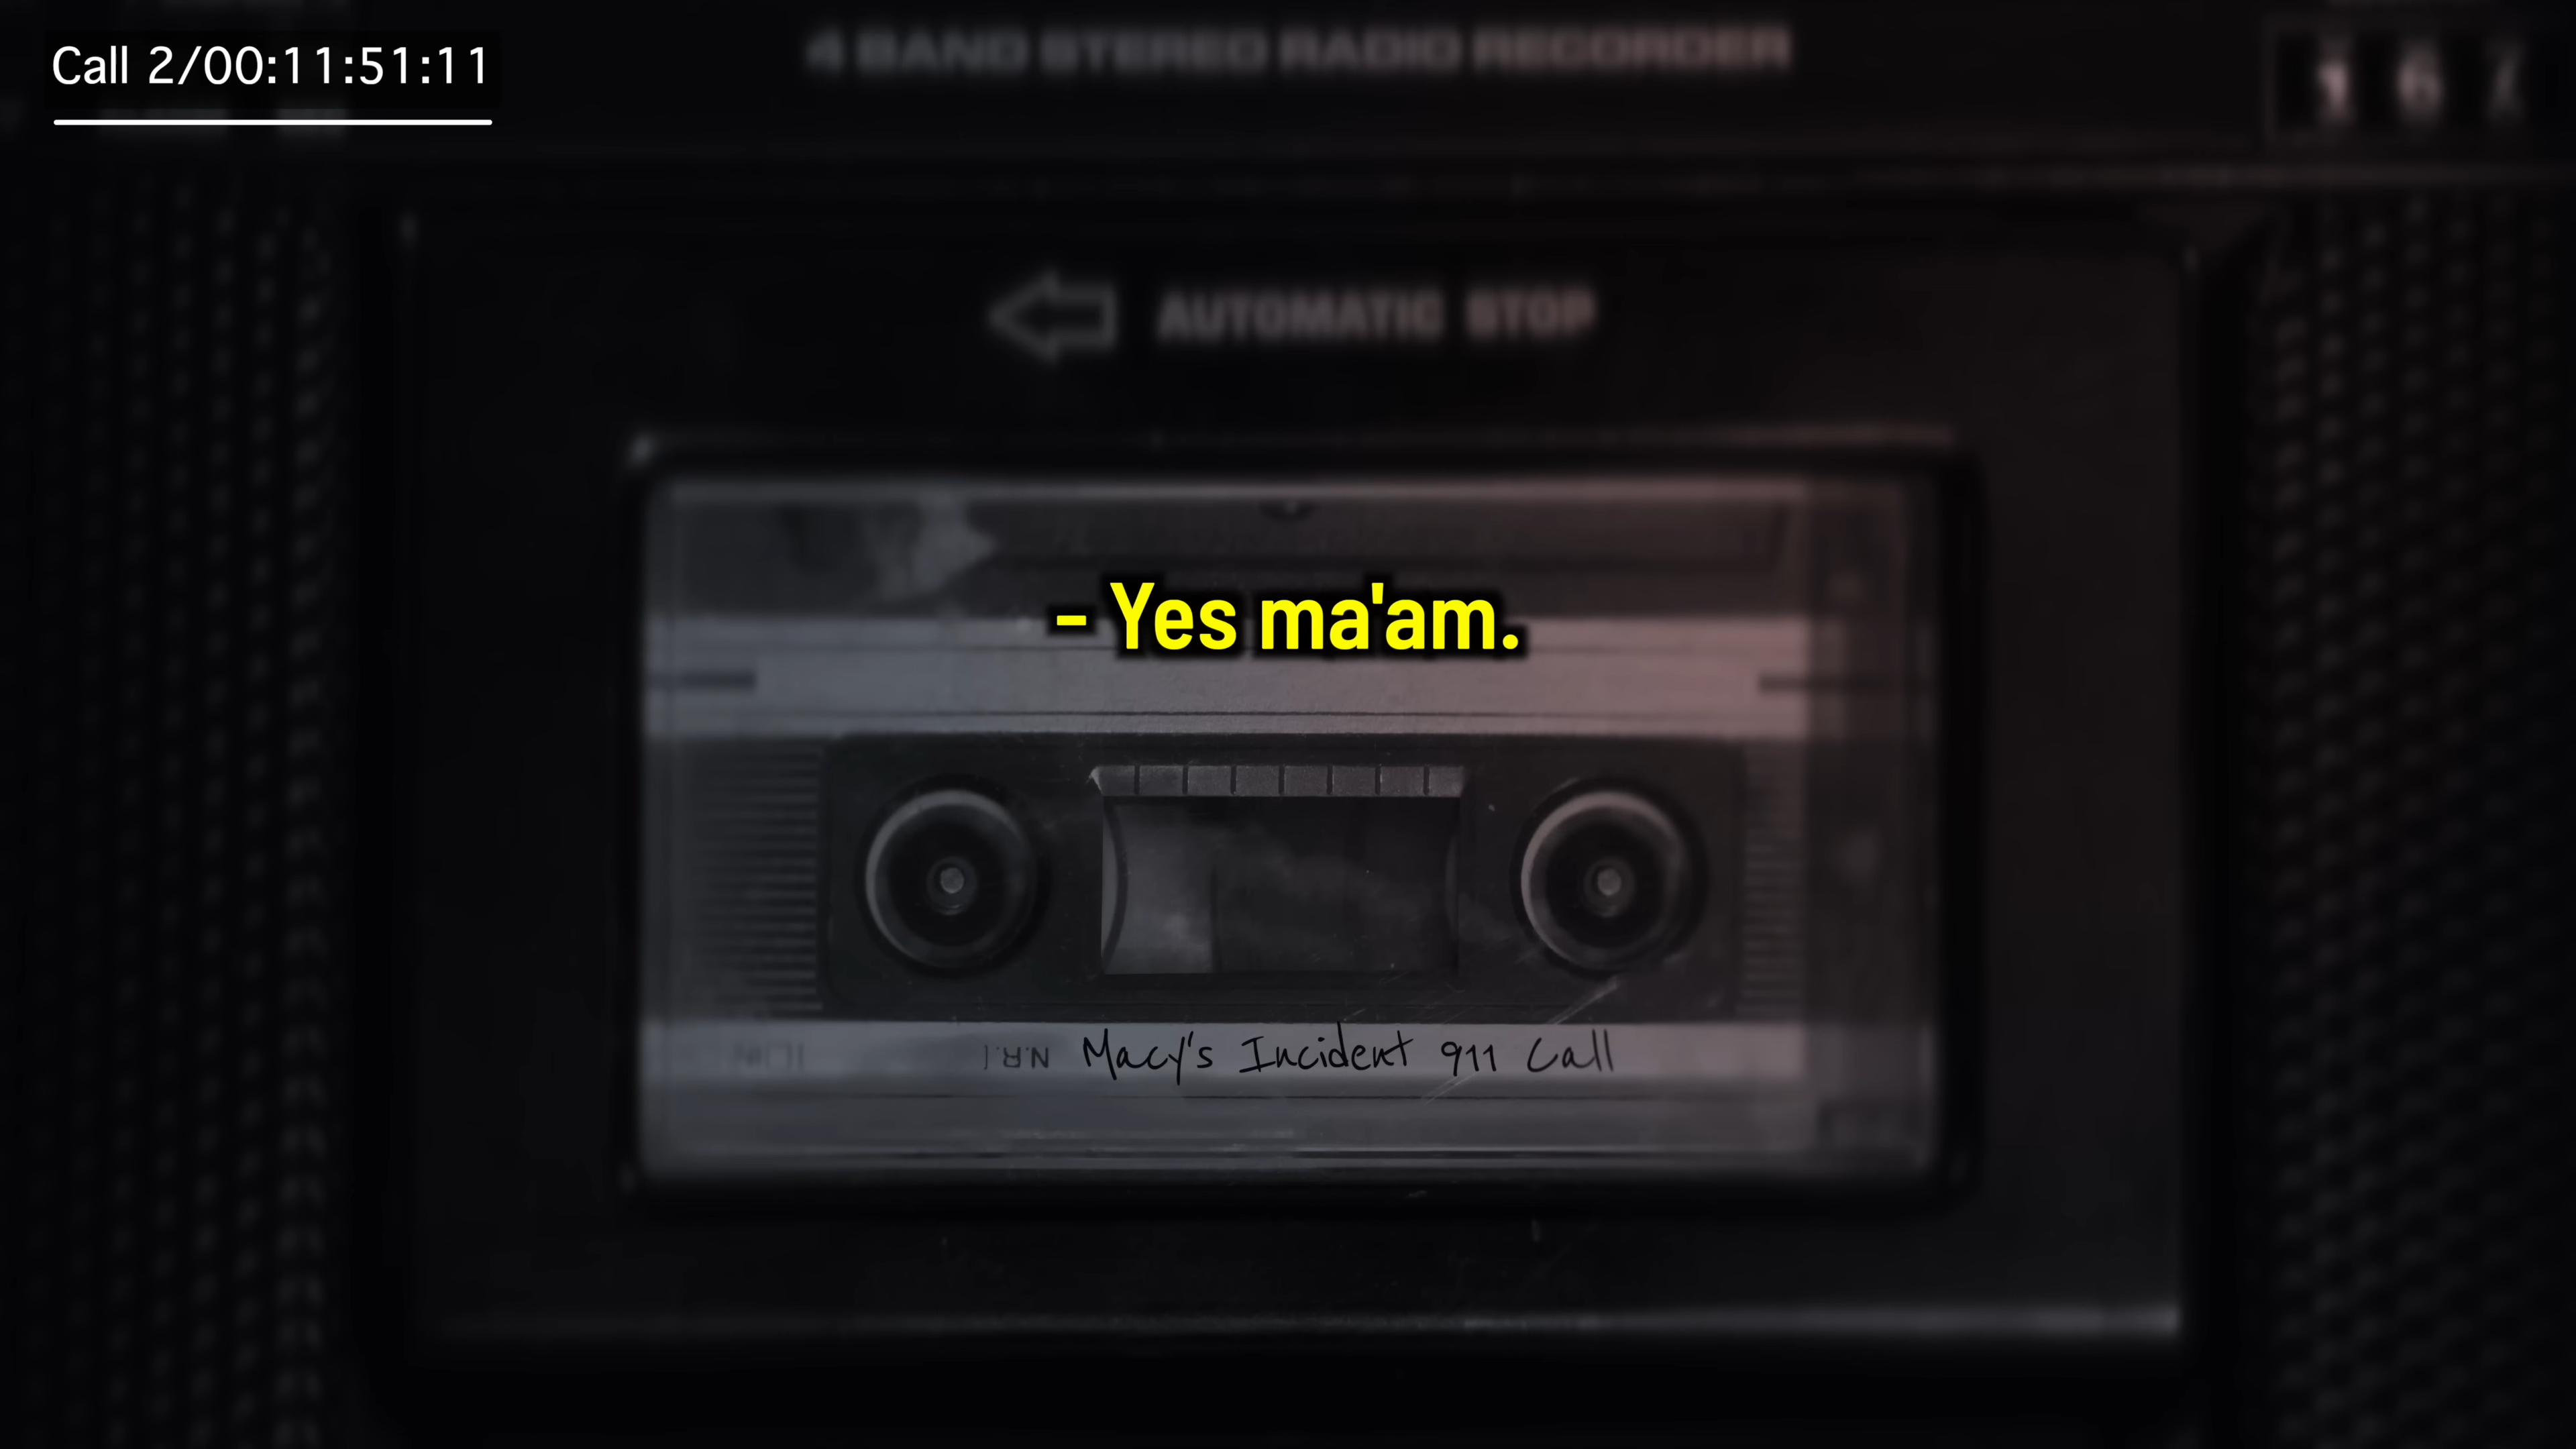 Call 2/00:11:51:11
4 BAND STEREO RADIO RECORDER
AUTOMATIC STOP
- Yes ma'am.
Macy's Incident 911 Call